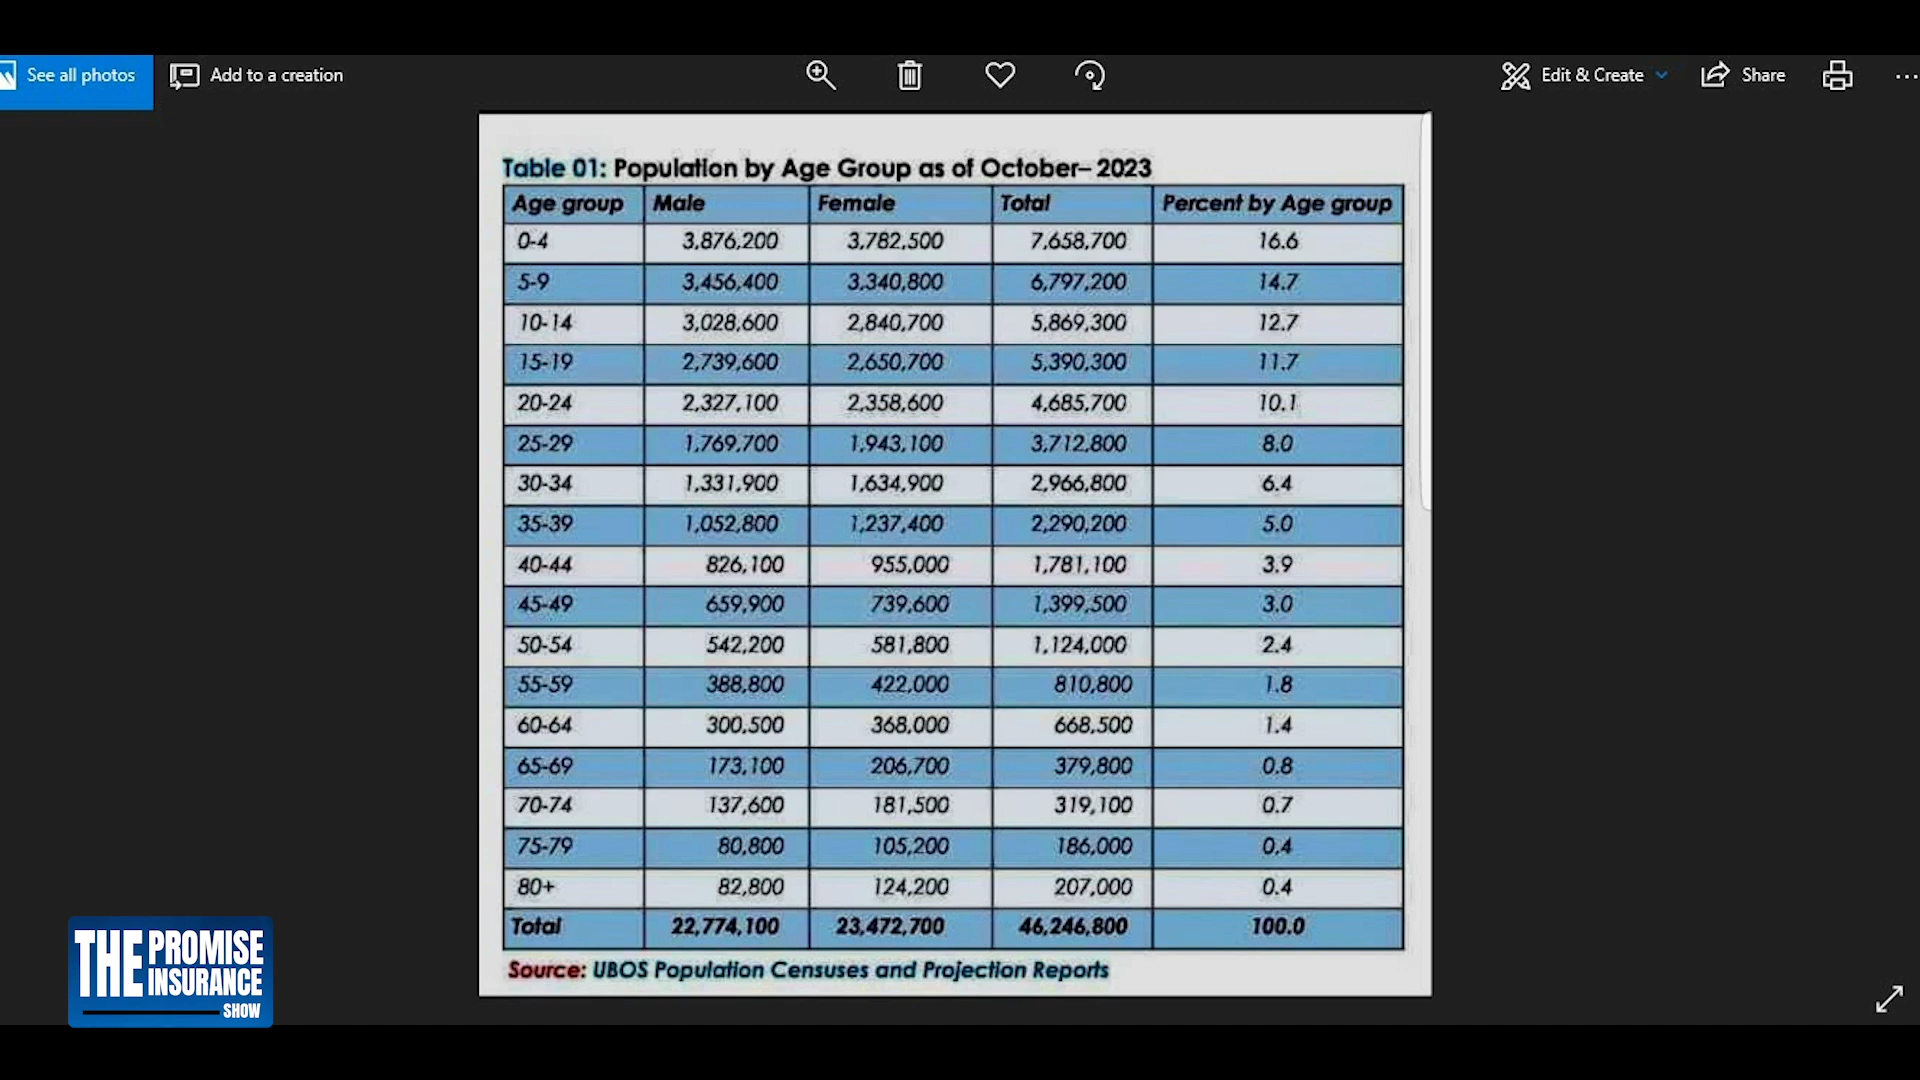 See all photos
Add to a creation
Edit & Create
Share
Table 01: Population by Age Group as of October– 2023
Age group Male Female Total Percent by Age group
0-4 3,876,200 3,782,500 7,658,700 16.6
5-9 3,456,400 3,340,800 6,797,200 14.7
10-14 3,028,600 2,840,700 5,869,300 12.7
15-19 2,739,600 2,650,700 5,390,300 11.7
20-24 2,327,100 2,358,600 4,685,700 10.1
25-29 1,769,700 1,943,100 3,712,800 8.0
30-34 1,331,900 1,634,900 2,966,800 6.4
35-39 1,052,800 1,237,400 2,290,200 5.0
40-44 826,100 955,000 1,781,100 3.9
45-49 659,900 739,600 1,399,500 3.0
50-54 542,200 581,800 1,124,000 2.4
55-59 388,800 422,000 810,800 1.8
60-64 300,500 368,000 668,500 1.4
65-69 173,100 206,700 379,800 0.8
70-74 137,600 181,500 319,100 0.7
75-79 80,800 105,200 186,000 0.4
80+ 82,800 124,200 207,000 0.4
Total 22,774,100 23,472,700 46,246,800 100.0
Source: UBOS Population Censuses and Projection Reports
THE PROMISE
INSURANCE
SHOW